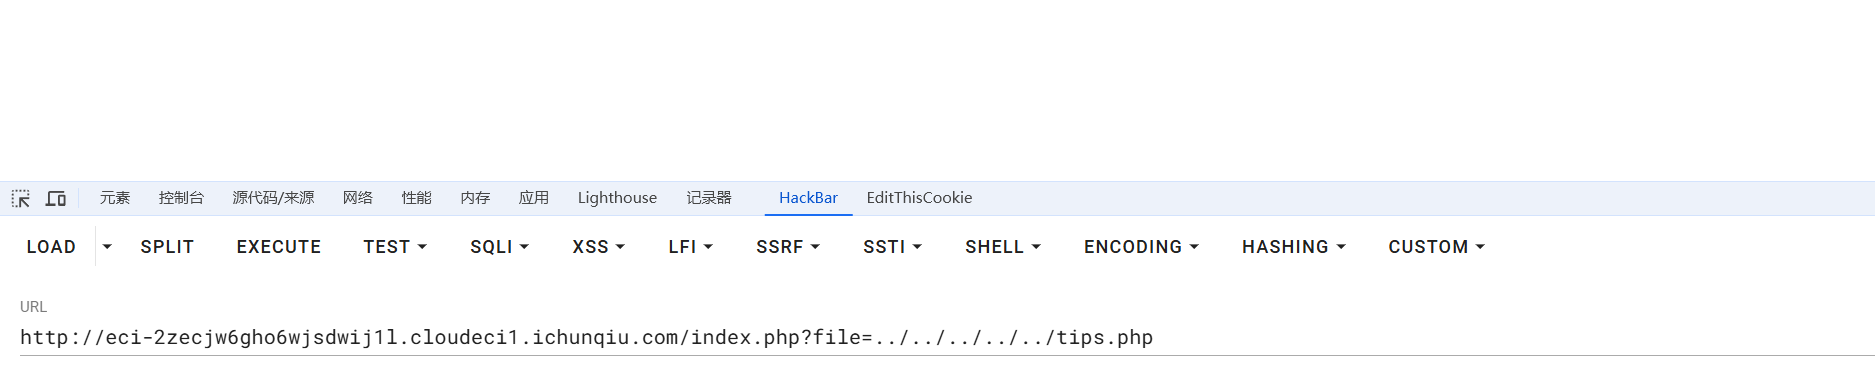 元素 控制台 源代码/来源 网络 性能 内存 应用 Lighthouse 记录器 HackBar EditThisCookie
LOAD SPLIT EXECUTE TEST SQLI XSS LFI SSRF SSTI SHELL ENCODING HASHING CUSTOM
URL
http://eci-2zecjw6gho6wjsdwij1l.cloudeci1.ichunqiu.com/index.php?file=../../../../../tips.php